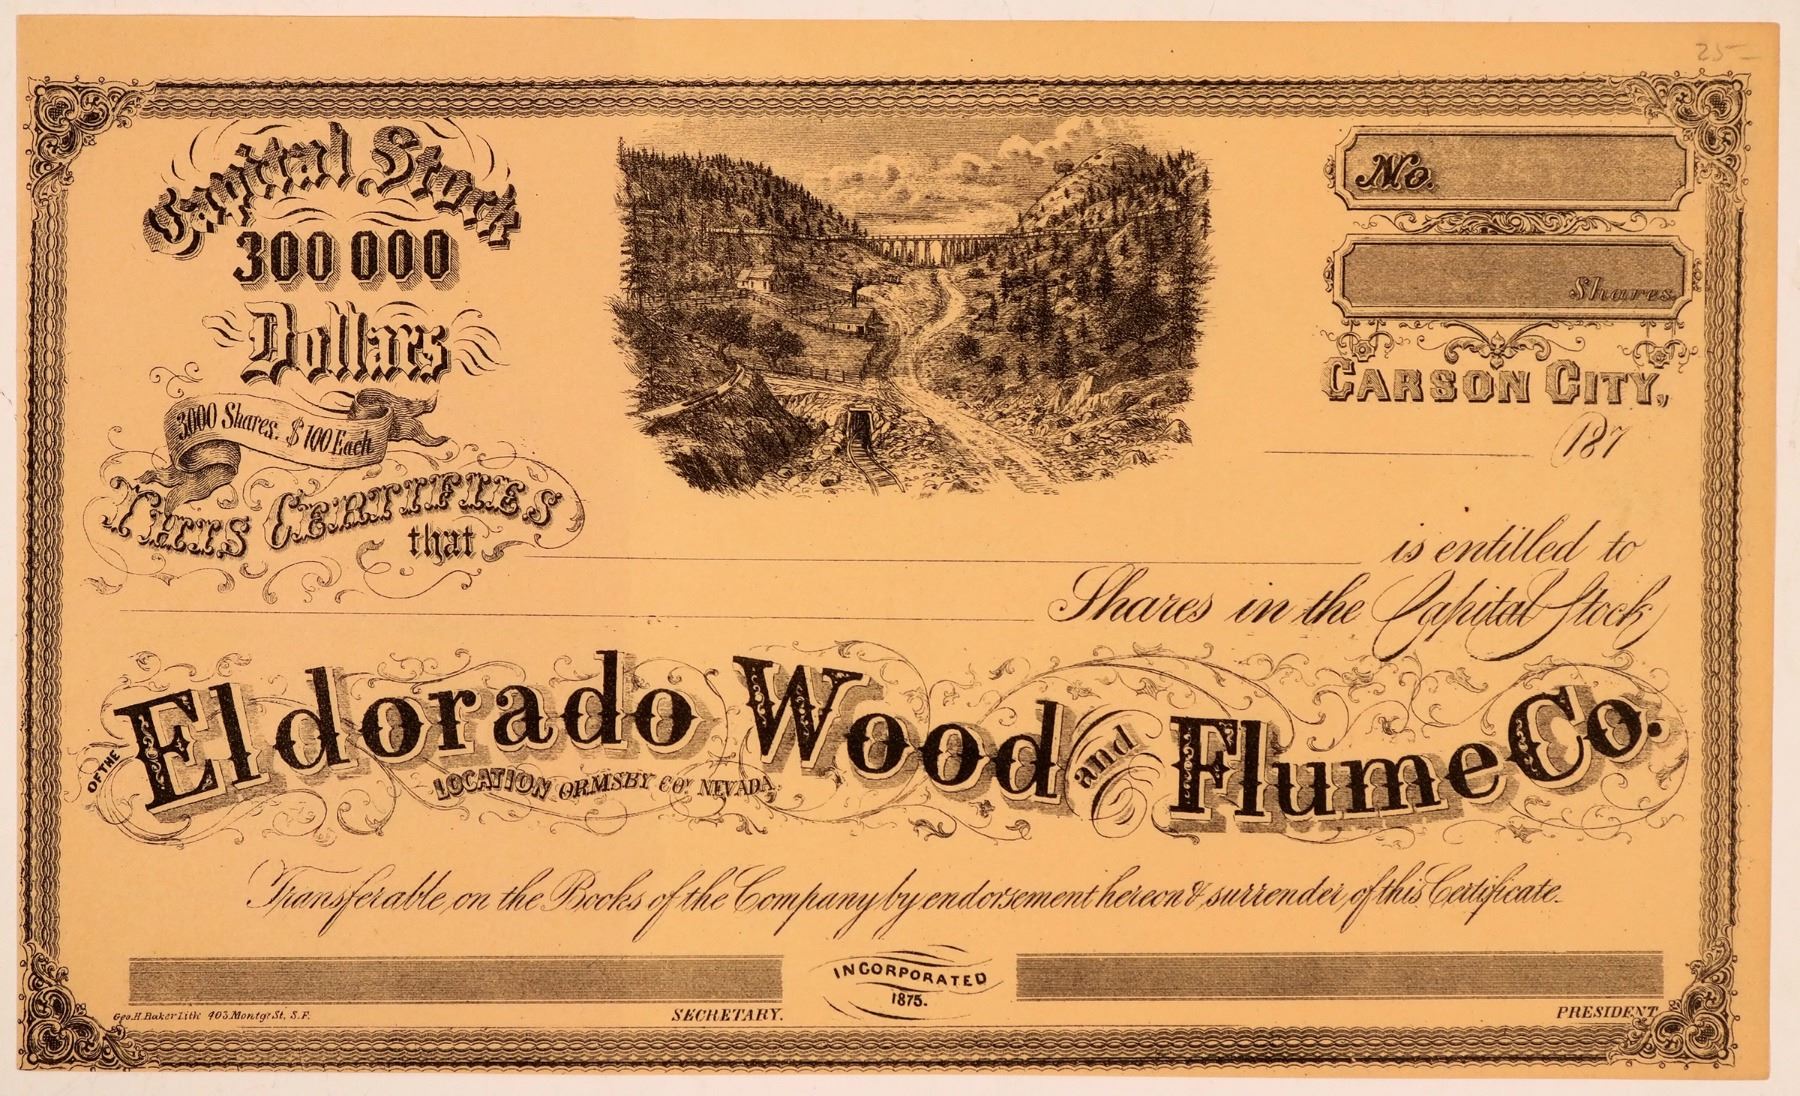 25-
Capital Stock
300 000
Dollars
3000 Shares. $100 Each
No.
Shares
CARSON CITY,
187
THIS CERTIFIES
that
is entitled to
Shares in the Capital Stock
OF THE
Eldorado Wood and Flume Co.
LOCATION ORMSBY CO. NEVADA
Transferable on the Books of the Company by endorsement hereon & surrender of this Certificate.
INCORPORATED
1875.
SECRETARY.
PRESIDENT
Geo. H. Baker Lith 403 Montgy St. S.F.